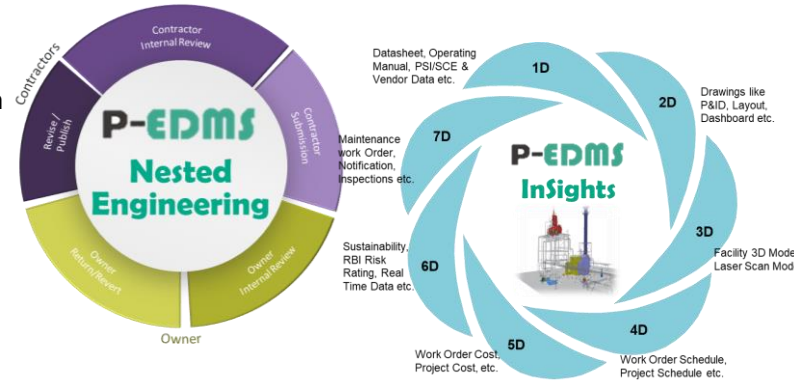 Contractors
Contractor
Internal Review
Contractor
Submission
Owner
Internal Review
Owner
Return/Revert
Revise /
Publish
P-EDMS
Nested
Engineering
Owner
1D
Datasheet, Operating
Manual, PSI/SCE &
Vendor Data etc.
2D
Drawings like
P&ID, Layout,
Dashboard etc.
3D
Facility 3D Mode
Laser Scan Mod
4D
Work Order Schedule,
Project Schedule etc.
5D
Work Order Cost,
Project Cost, etc.
6D
Sustainability,
RBI Risk
Rating, Real
Time Data etc.
7D
Maintenance
work Order,
Notification,
Inspections etc.
P-EDMS
InSights